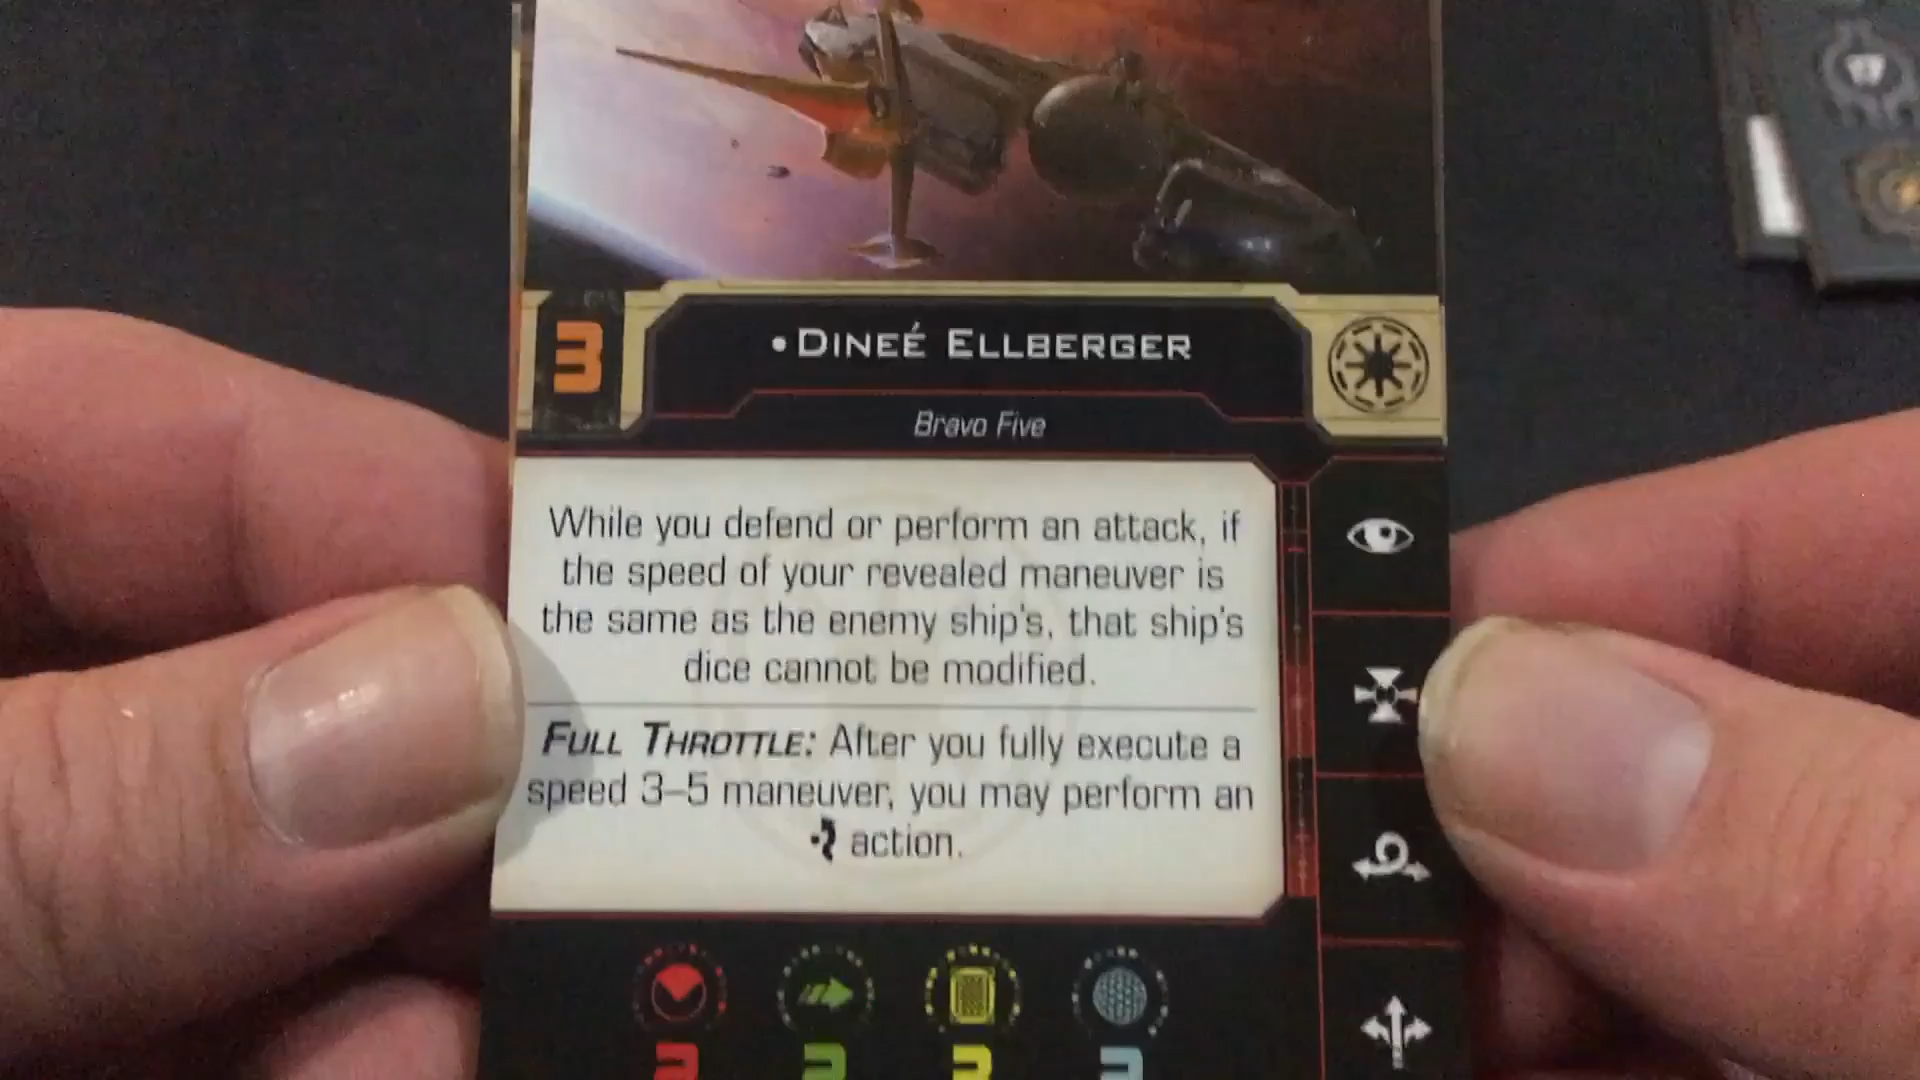 3
•Dineé Ellberger
Bravo Five
While you defend or perform an attack, if
the speed of your revealed maneuver is
the same as the enemy ship's, that ship's
dice cannot be modified.
Full Throttle: After you fully execute a
speed 3–5 maneuver, you may perform an
action.